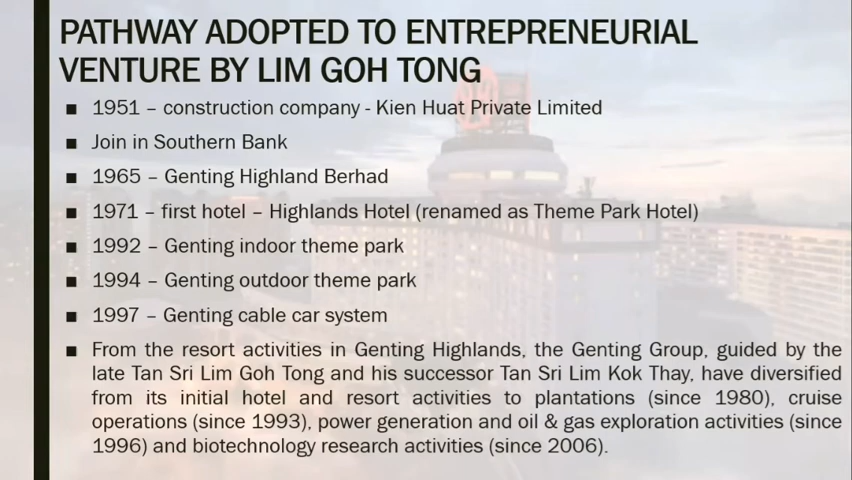 PATHWAY ADOPTED TO ENTREPRENEURIAL
VENTURE BY LIM GOH TONG
■ 1951 – construction company - Kien Huat Private Limited
■ Join in Southern Bank
■ 1965 – Genting Highland Berhad
■ 1971 – first hotel – Highlands Hotel (renamed as Theme Park Hotel)
■ 1992 – Genting indoor theme park
■ 1994 – Genting outdoor theme park
■ 1997 – Genting cable car system
■ From the resort activities in Genting Highlands, the Genting Group, guided by the
late Tan Sri Lim Goh Tong and his successor Tan Sri Lim Kok Thay, have diversified
from its initial hotel and resort activities to plantations (since 1980), cruise
operations (since 1993), power generation and oil & gas exploration activities (since
1996) and biotechnology research activities (since 2006).